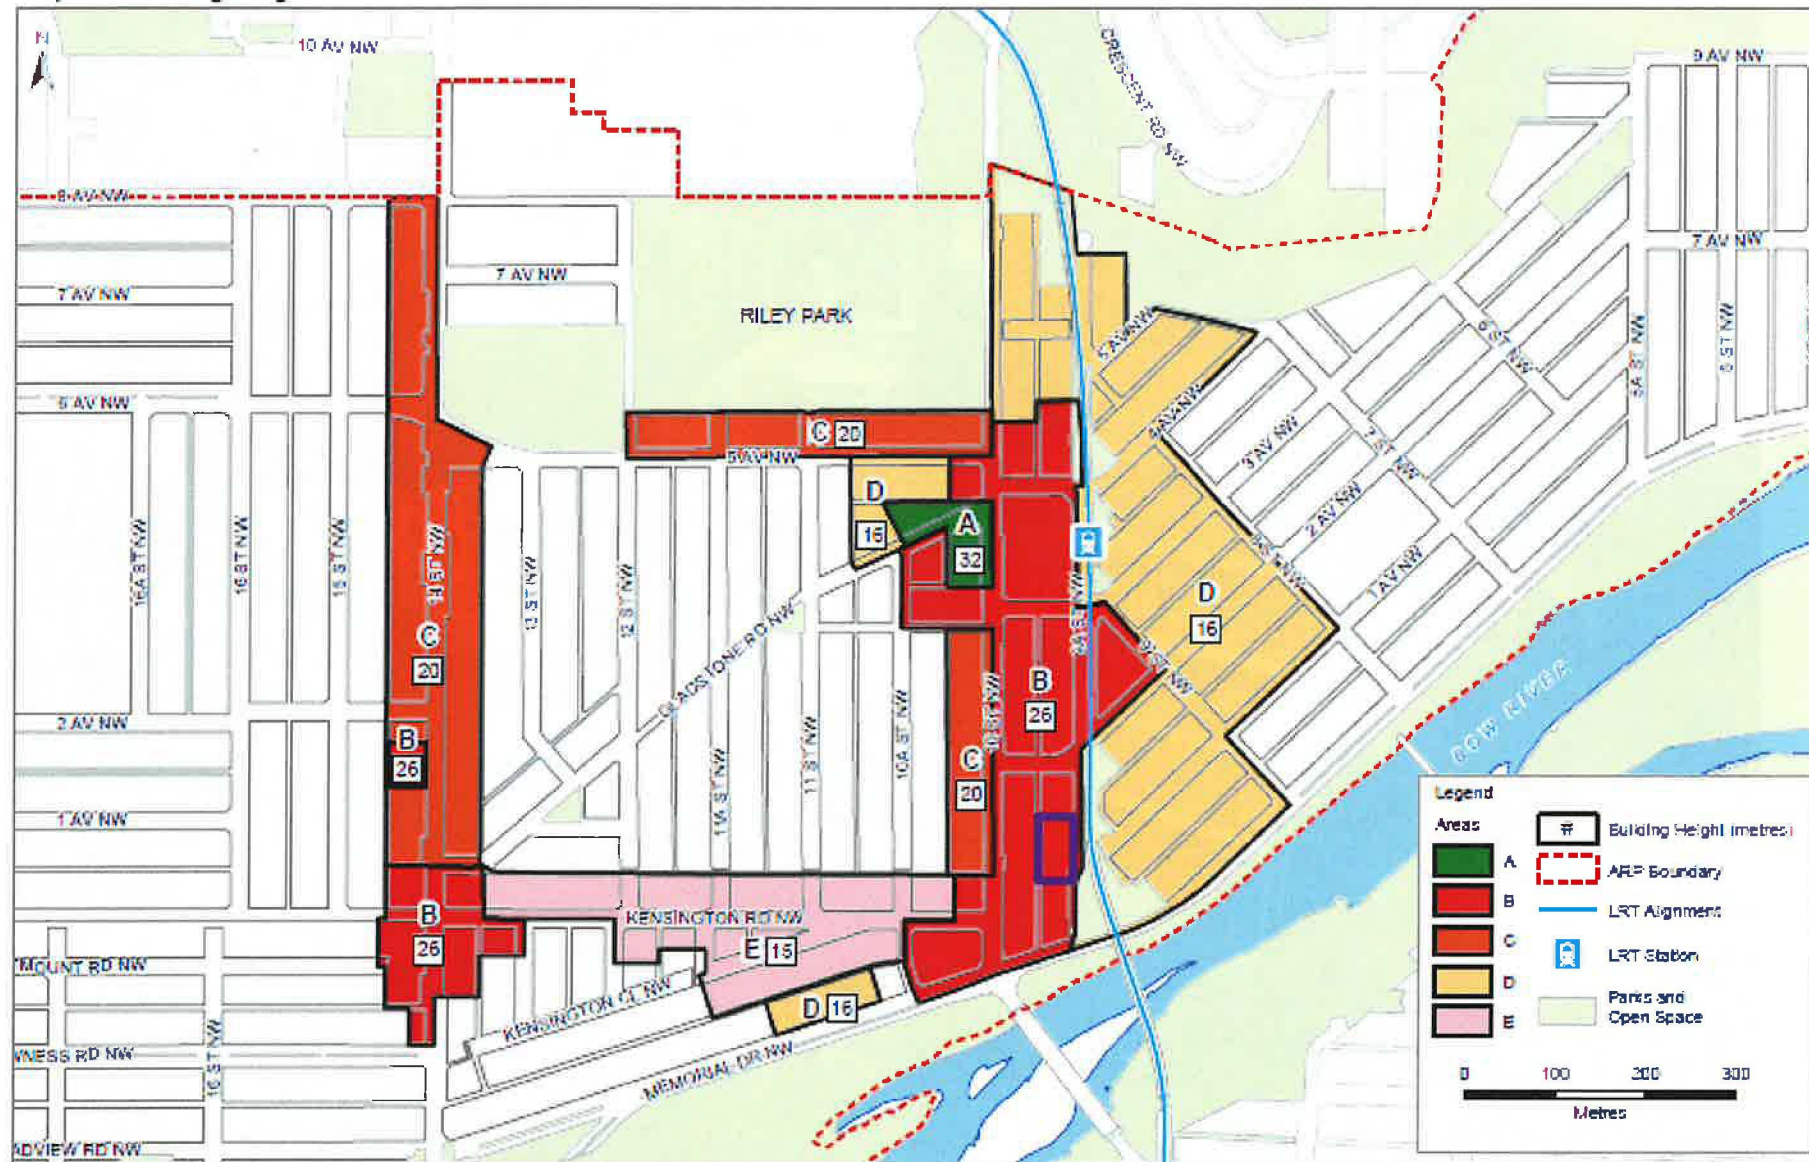 N
10 AV NW
CRESCENT RD NW
9 AV NW
8 AV NW
7 AV NW
7 AV NW
7 AV NW
RILEY PARK
5 AV NW
6 ST NW
5A ST NW
6 AV NW
4 AV NW
3 AV NW
7 ST NW
C 20
5 AV NW
D
16
A
32
2 AV NW
16A ST NW
16 ST NW
15 ST NW
14 ST NW
13 ST NW
12 ST NW
1 AV NW
C
20
GLADSTONE RD NW
D
16
9 ST NW
B
26
10 ST NW
BOW RIVER
2 AV NW
B
26
11A ST NW
11 ST NW
10A ST NW
C
20
1 AV NW
B
26
KENSINGTON RD NW
E 15
KENSINGTON CL NW
D 16
MEMORIAL DR NW
16 ST NW
Legend
Areas
A
B
C
D
E
# Building Height (metres)
ARP Boundary
LRT Alignment
LRT Station
Parks and
Open Space
0 100 200 300
Metres